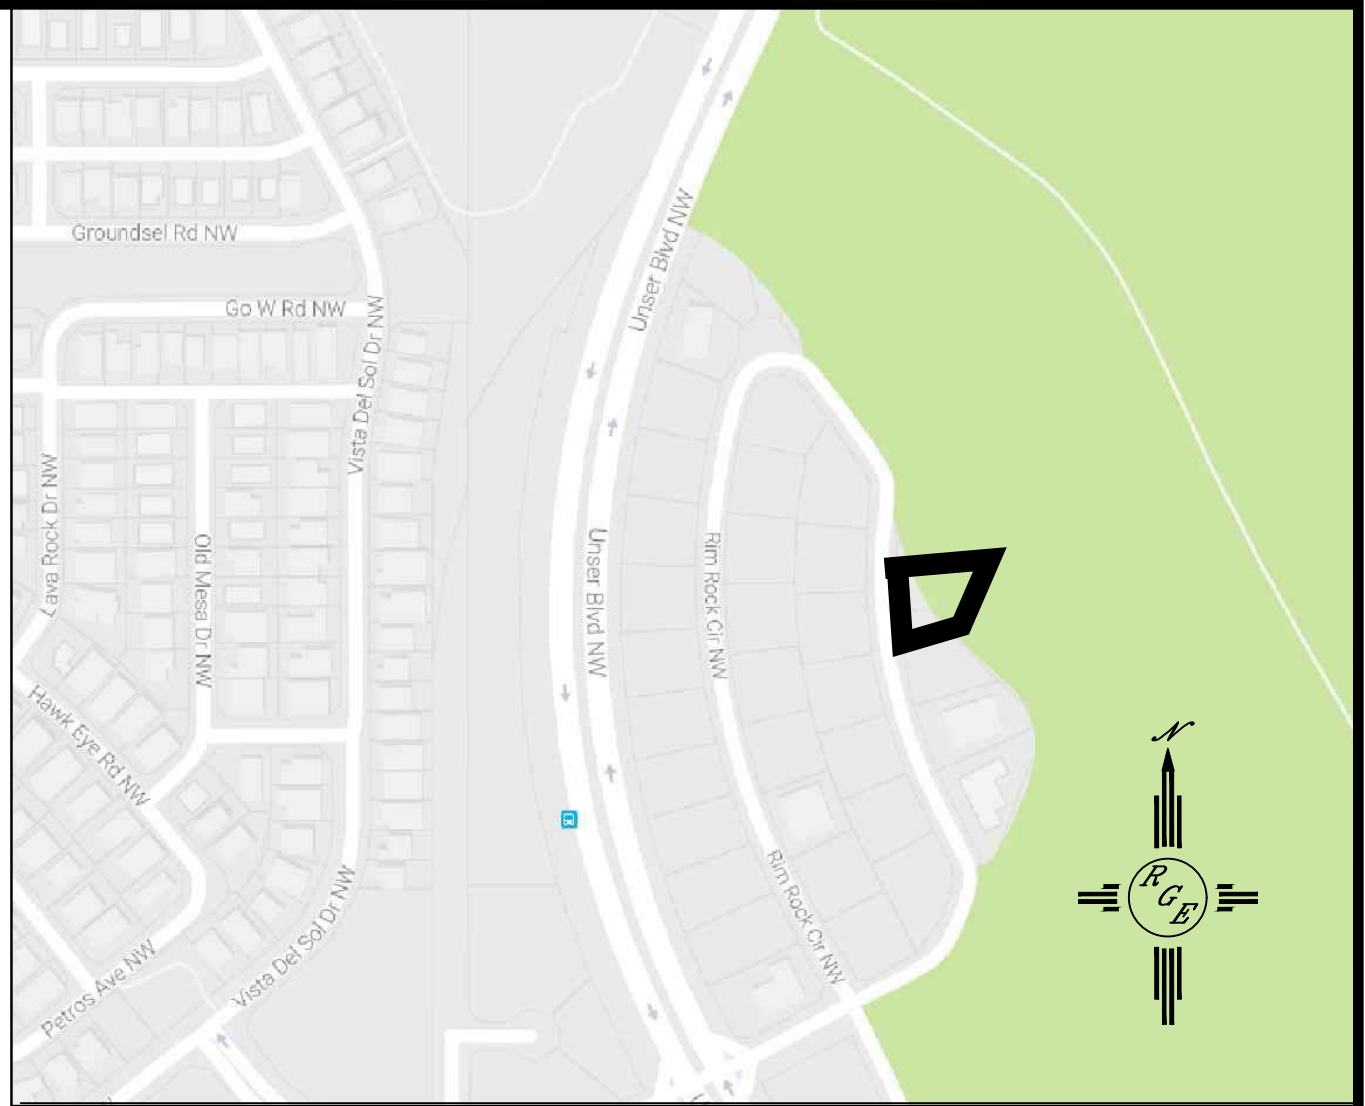 Unser Blvd NW
Groundsel Rd NW
Go W Rd NW
Vista Del Sol Dr NW
Lava Rock Dr NW
Old Mesa Dr NW
Unser Blvd NW
Rim Rock Cir NW
Hawk Eye Rd NW
N
Rim Rock Cir NW
RGE
Vista Del Sol Dr NW
Petros Ave NW